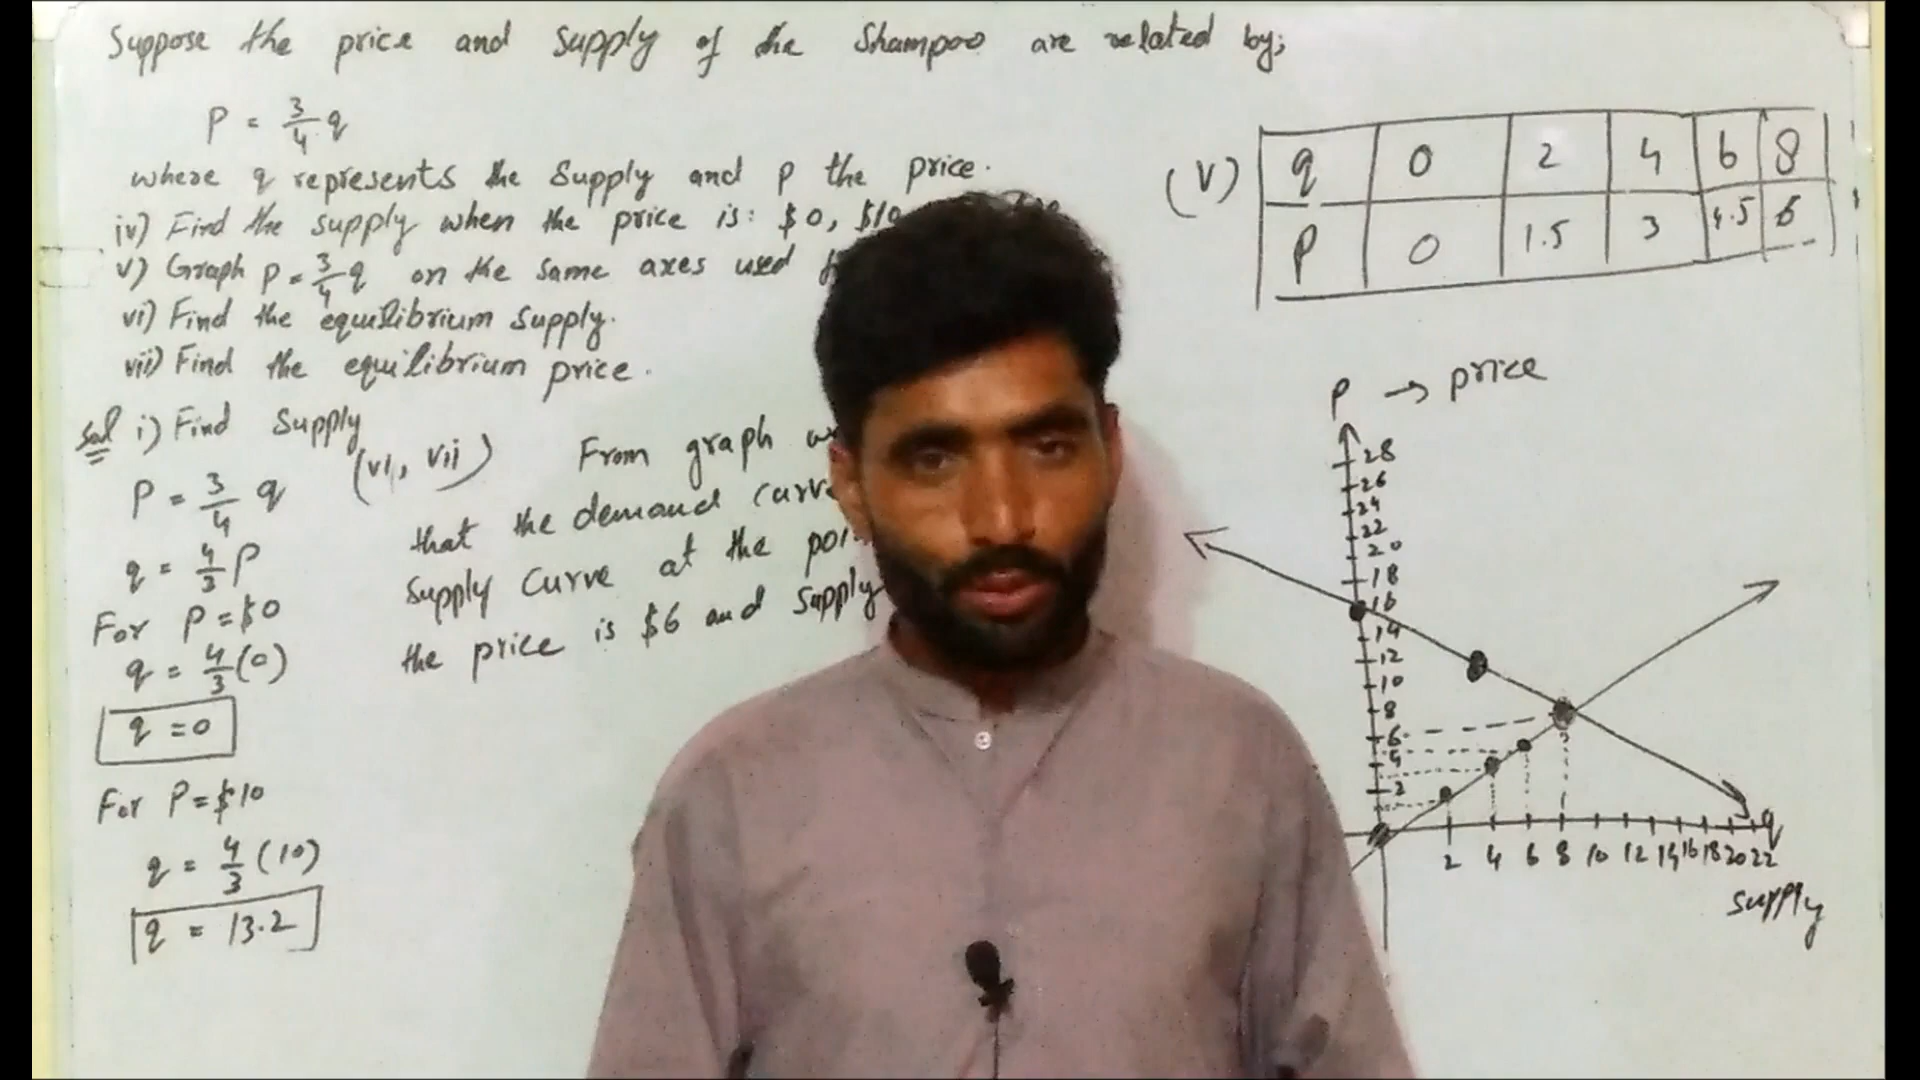 Suppose the price and supply of the Shampoo are related by;
P = 3/4 q
where q represents the supply and p the price.
iv) Find the supply when the price is: $0, $10
v) Graph p = 3/4 q on the same axes used
vi) Find the equilibrium supply.
vii) Find the equilibrium price.
Sol i) Find supply
P = 3/4 q
q = 4/3 P
For P = $0
q = 4/3 (0)
q = 0
For P = $10
q = 4/3 (10)
q = 13.2
(vi, vii) From graph
that the demand curve
supply curve at the
the price is $6 and supply
(V)
q 0 2 4 6 8
P 0 1.5 3 4.5 6
P → price
28
26
24
22
20
18
16
14
12
10
8
6
4
2
q
2 4 6 8 10 12 14 16 18 20 22
supply